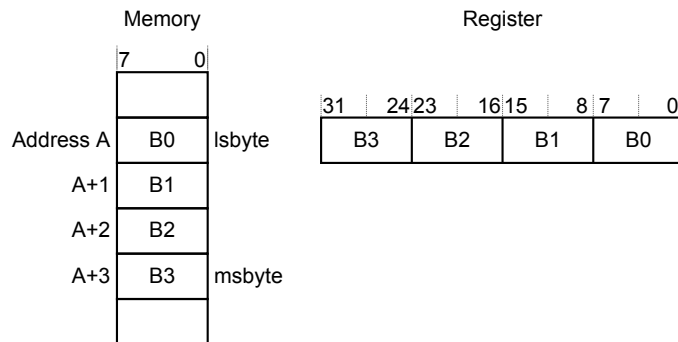 Memory Register
7 0
31 24 23 16 15 8 7 0
Address A B0 lsbyte B3 B2 B1 B0
A+1 B1
A+2 B2
A+3 B3 msbyte